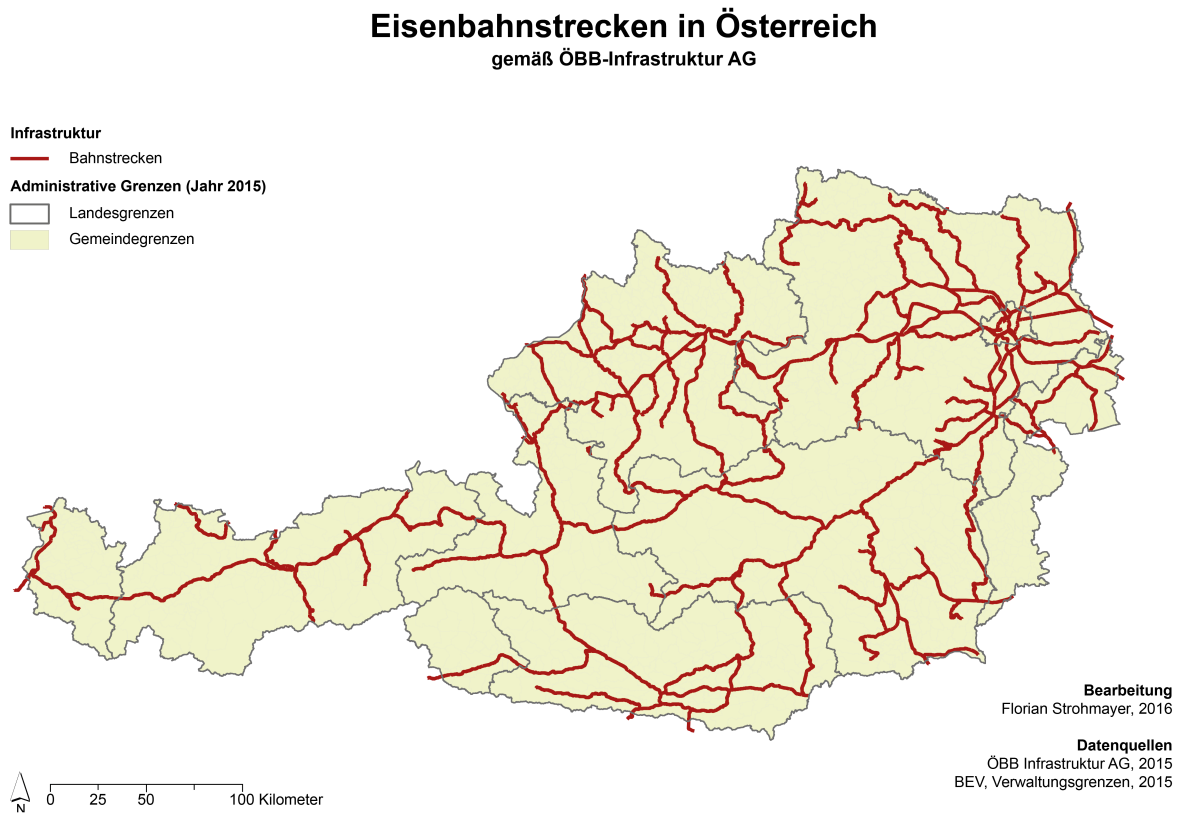 Eisenbahnstrecken in Österreich
gemäß ÖBB-Infrastruktur AG
Infrastruktur
Bahnstrecken
Administrative Grenzen (Jahr 2015)
Landesgrenzen
Gemeindegrenzen
Bearbeitung
Florian Strohmayer, 2016
Datenquellen
ÖBB Infrastruktur AG, 2015
BEV, Verwaltungsgrenzen, 2015
N
0 25 50 100 Kilometer